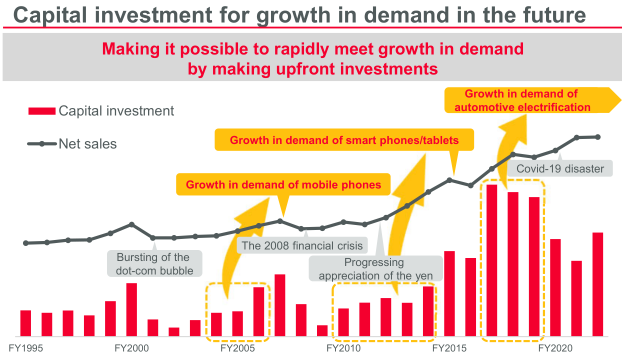 Capital investment for growth in demand in the future
Making it possible to rapidly meet growth in demand
by making upfront investments
Growth in demand of
automotive electrification
Capital investment
Net sales
Growth in demand of smart phones/tablets
Covid-19 disaster
Growth in demand of mobile phones
The 2008 financial crisis
Bursting of the
dot-com bubble
Progressing
appreciation of the yen
FY1995
FY2000
FY2005
FY2010
FY2015
FY2020